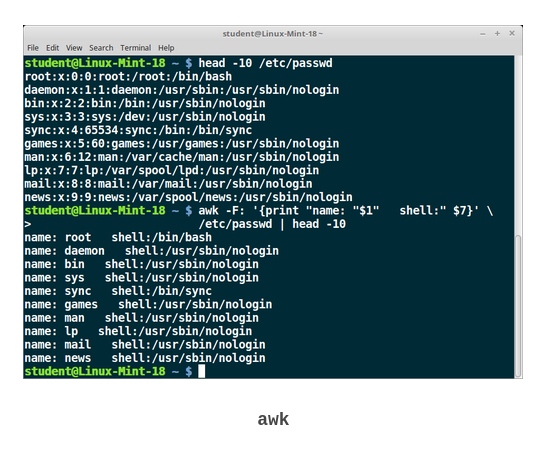 student@Linux-Mint-18 ~
File Edit View Search Terminal Help
student@Linux-Mint-18 ~ $ head -10 /etc/passwd
root:x:0:0:root:/root:/bin/bash
daemon:x:1:1:daemon:/usr/sbin:/usr/sbin/nologin
bin:x:2:2:bin:/bin:/usr/sbin/nologin
sys:x:3:3:sys:/dev:/usr/sbin/nologin
sync:x:4:65534:sync:/bin:/bin/sync
games:x:5:60:games:/usr/games:/usr/sbin/nologin
man:x:6:12:man:/var/cache/man:/usr/sbin/nologin
lp:x:7:7:lp:/var/spool/lpd:/usr/sbin/nologin
mail:x:8:8:mail:/var/mail:/usr/sbin/nologin
news:x:9:9:news:/var/spool/news:/usr/sbin/nologin
student@Linux-Mint-18 ~ $ awk -F: '{print "name: "$1"   shell:" $7}' \
>                         /etc/passwd | head -10
name: root   shell:/bin/bash
name: daemon   shell:/usr/sbin/nologin
name: bin   shell:/usr/sbin/nologin
name: sys   shell:/usr/sbin/nologin
name: sync   shell:/bin/sync
name: games   shell:/usr/sbin/nologin
name: man   shell:/usr/sbin/nologin
name: lp   shell:/usr/sbin/nologin
name: mail   shell:/usr/sbin/nologin
name: news   shell:/usr/sbin/nologin
student@Linux-Mint-18 ~ $
awk